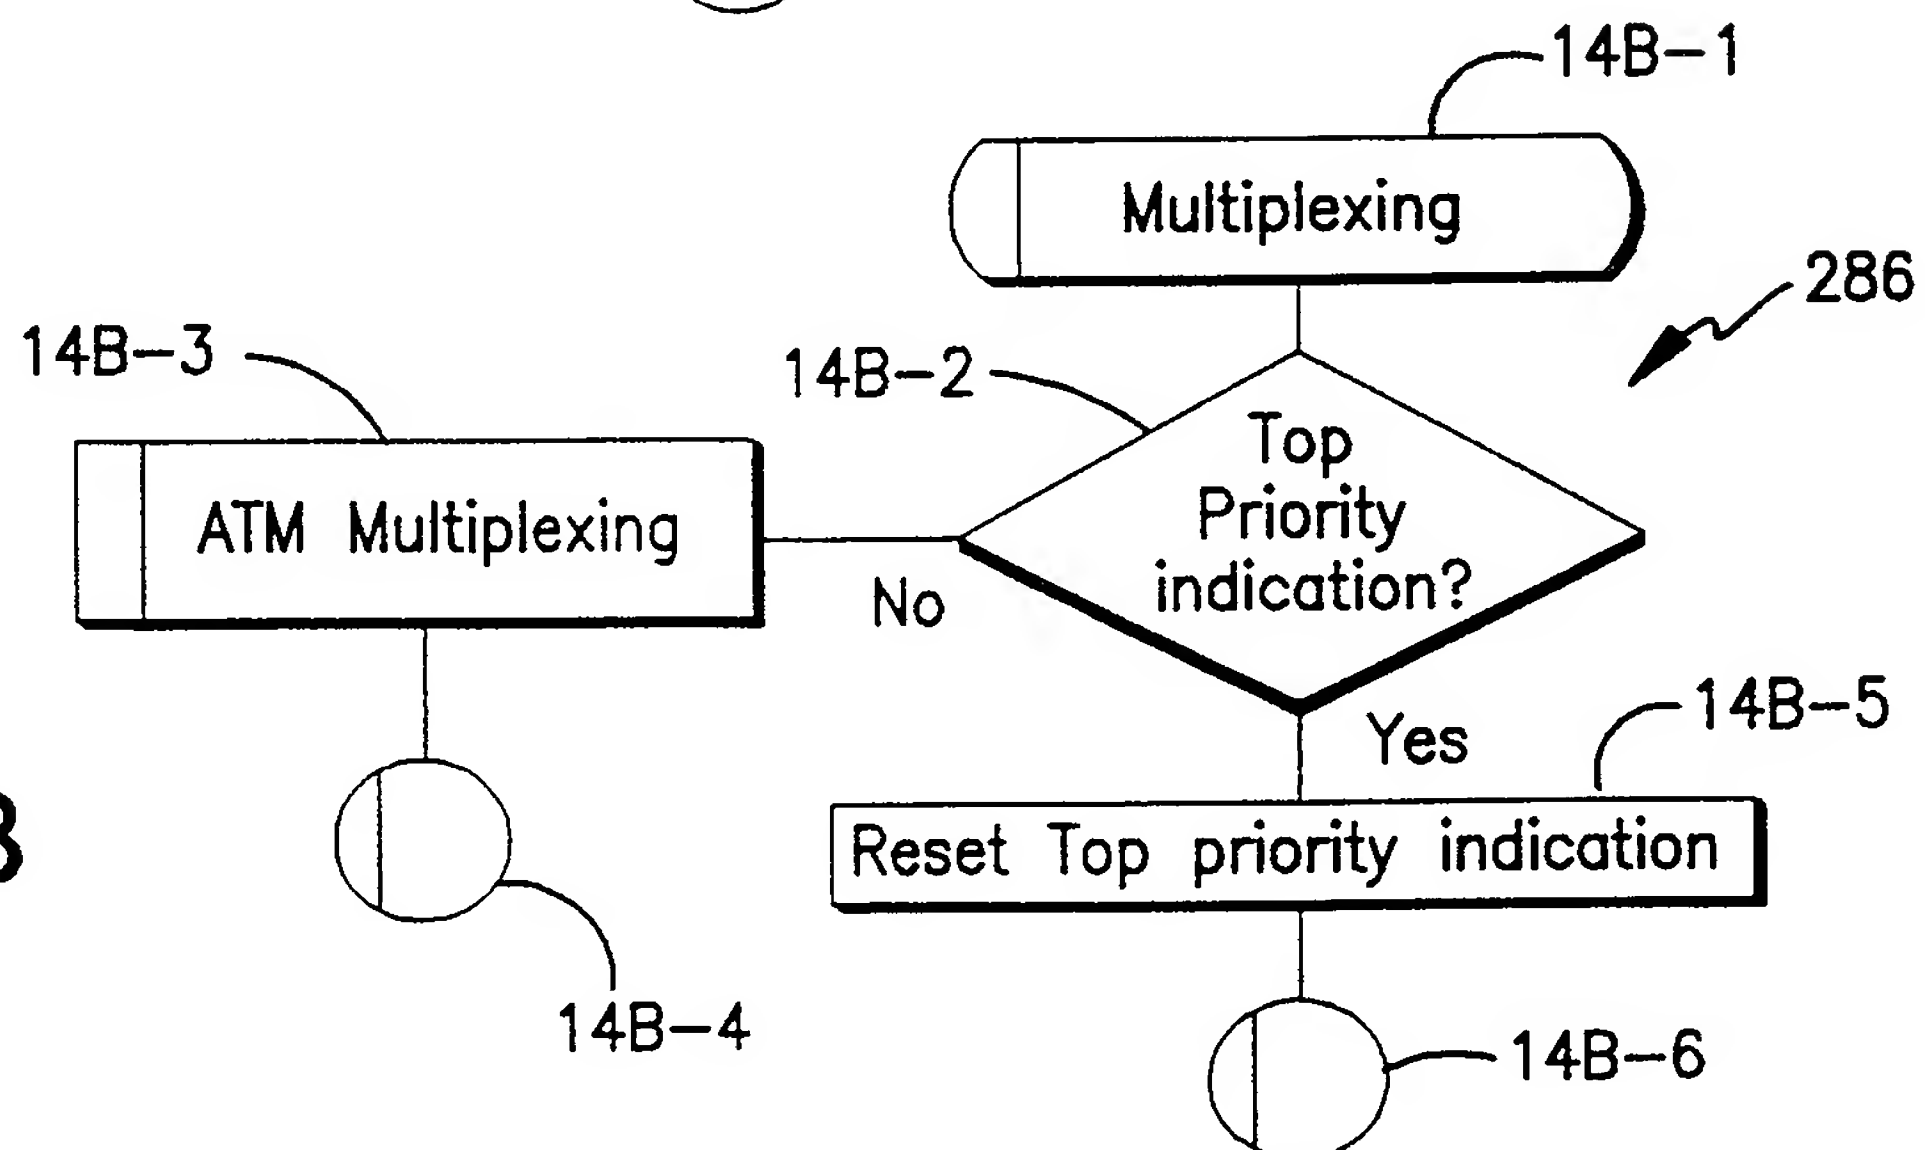 14B-1
Multiplexing
286
14B-3
14B-2
Top
Priority
indication?
ATM Multiplexing
No
Yes
14B-5
Reset Top priority indication
14B-4
14B-6